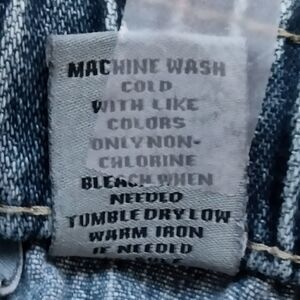 MACHINE WASH
COLD
WITH LIKE
COLORS
ONLY NON-
CHLORINE
BLEACH WHEN
NEEDED
TUMBLE DRY LOW
WARM IRON
IF NEEDED